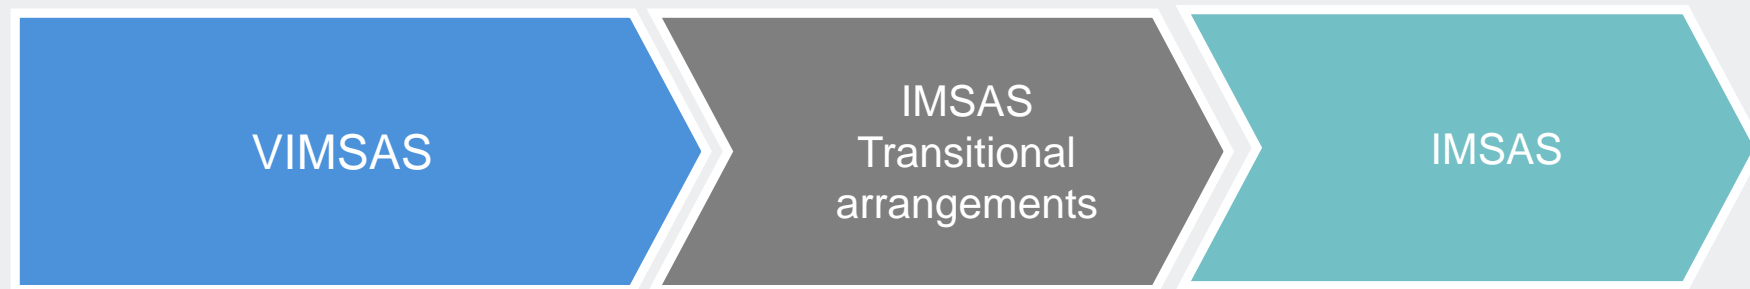 VIMSAS
IMSAS
Transitional
arrangements
IMSAS